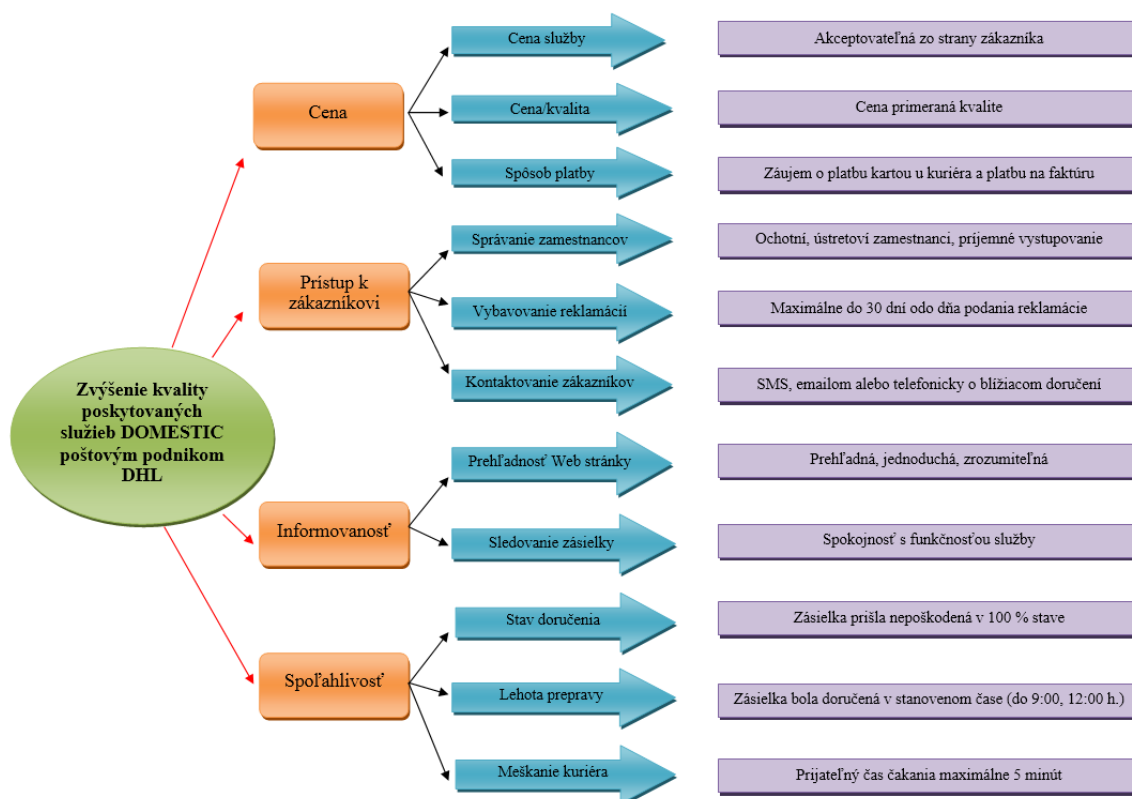 Cena služby
Akceptovateľná zo strany zákazníka
Cena
Cena/kvalita
Cena primeraná kvalite
Spôsob platby
Záujem o platbu kartou u kuriéra a platbu na faktúru
Správanie zamestnancov
Ochotní, ústretoví zamestnanci, príjemné vystupovanie
Prístup k
zákazníkovi
Vybavovanie reklamácií
Maximálne do 30 dní odo dňa podania reklamácie
Kontaktovanie zákazníkov
SMS, emailom alebo telefonicky o blížiacom doručení
Zvýšenie kvality
poskytovaných
služieb DOMESTIC
poštovým podnikom
DHL
Prehľadnosť Web stránky
Prehľadná, jednoduchá, zrozumiteľná
Informovanosť
Sledovanie zásielky
Spokojnosť s funkčnosťou služby
Stav doručenia
Zásielka prišla nepoškodená v 100 % stave
Spoľahlivosť
Lehota prepravy
Zásielka bola doručená v stanovenom čase (do 9:00, 12:00 h.)
Meškanie kuriéra
Prijateľný čas čakania maximálne 5 minút